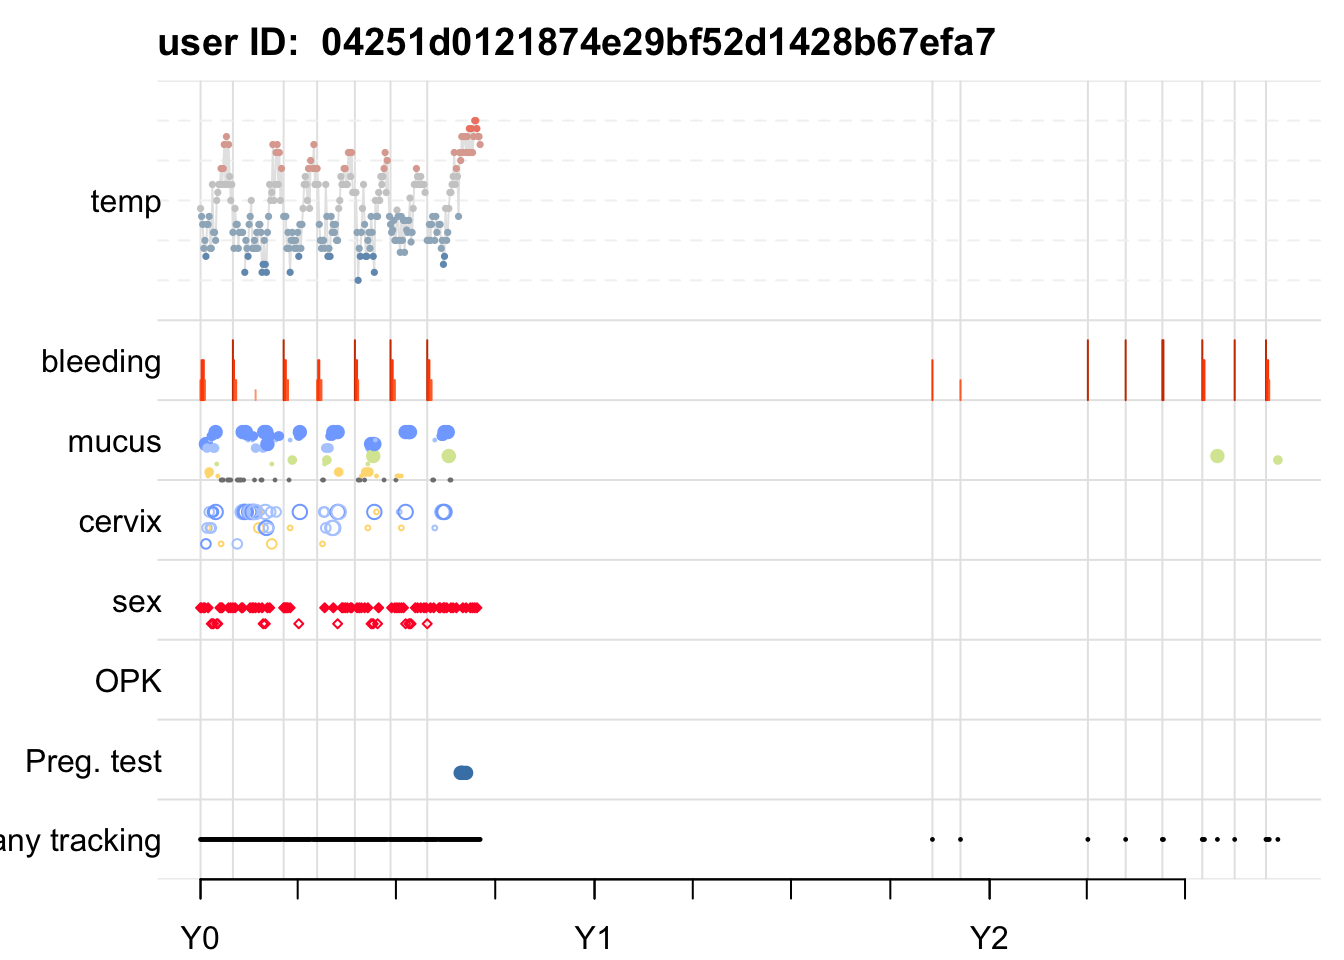 user ID:  04251d0121874e29bf52d1428b67efa7
temp
bleeding
mucus
cervix
sex
OPK
Preg. test
any tracking
Y0
Y1
Y2